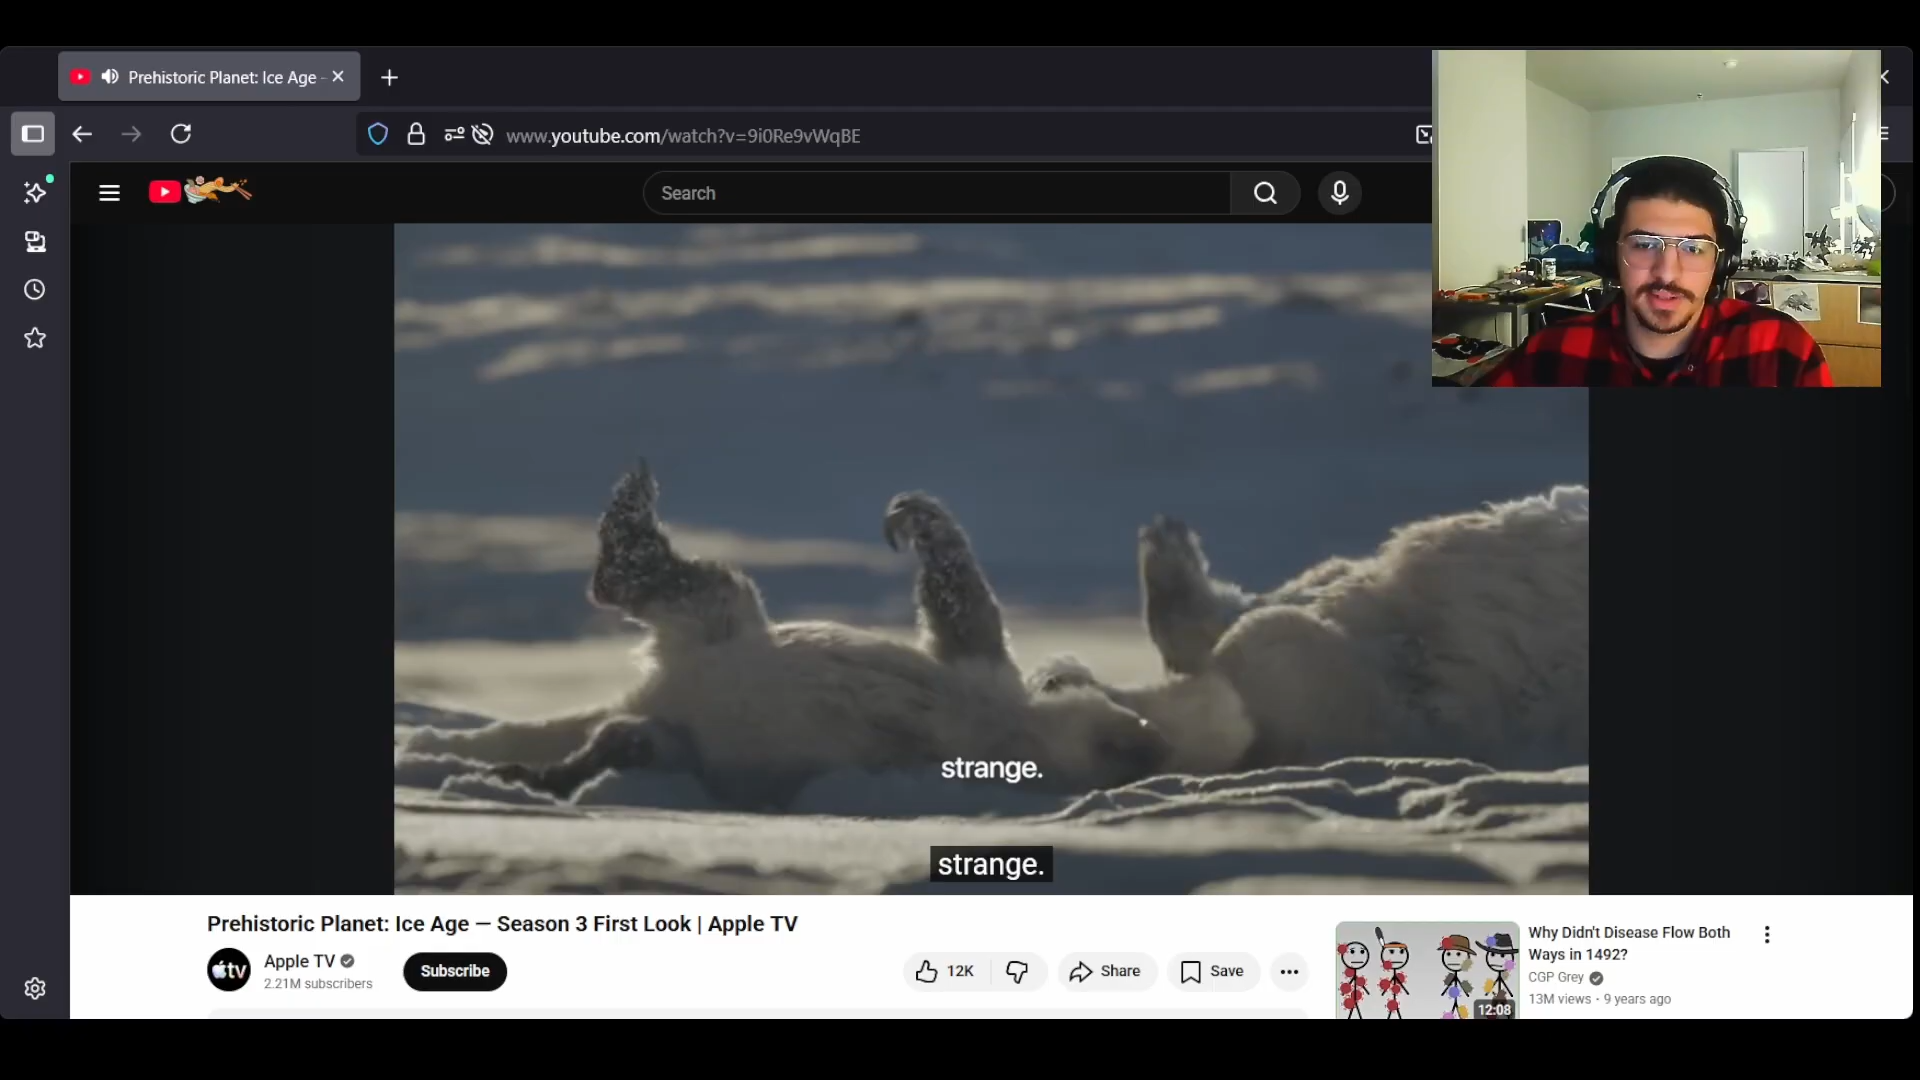 Prehistoric Planet: Ice Age -
www.youtube.com/watch?v=9i0Re9vWqBE
Search
strange.
strange.
Prehistoric Planet: Ice Age — Season 3 First Look | Apple TV
tv
Apple TV
2.21M subscribers
Subscribe
12K
Share
Save
12:08
Why Didn't Disease Flow Both
Ways in 1492?
CGP Grey
13M views • 9 years ago